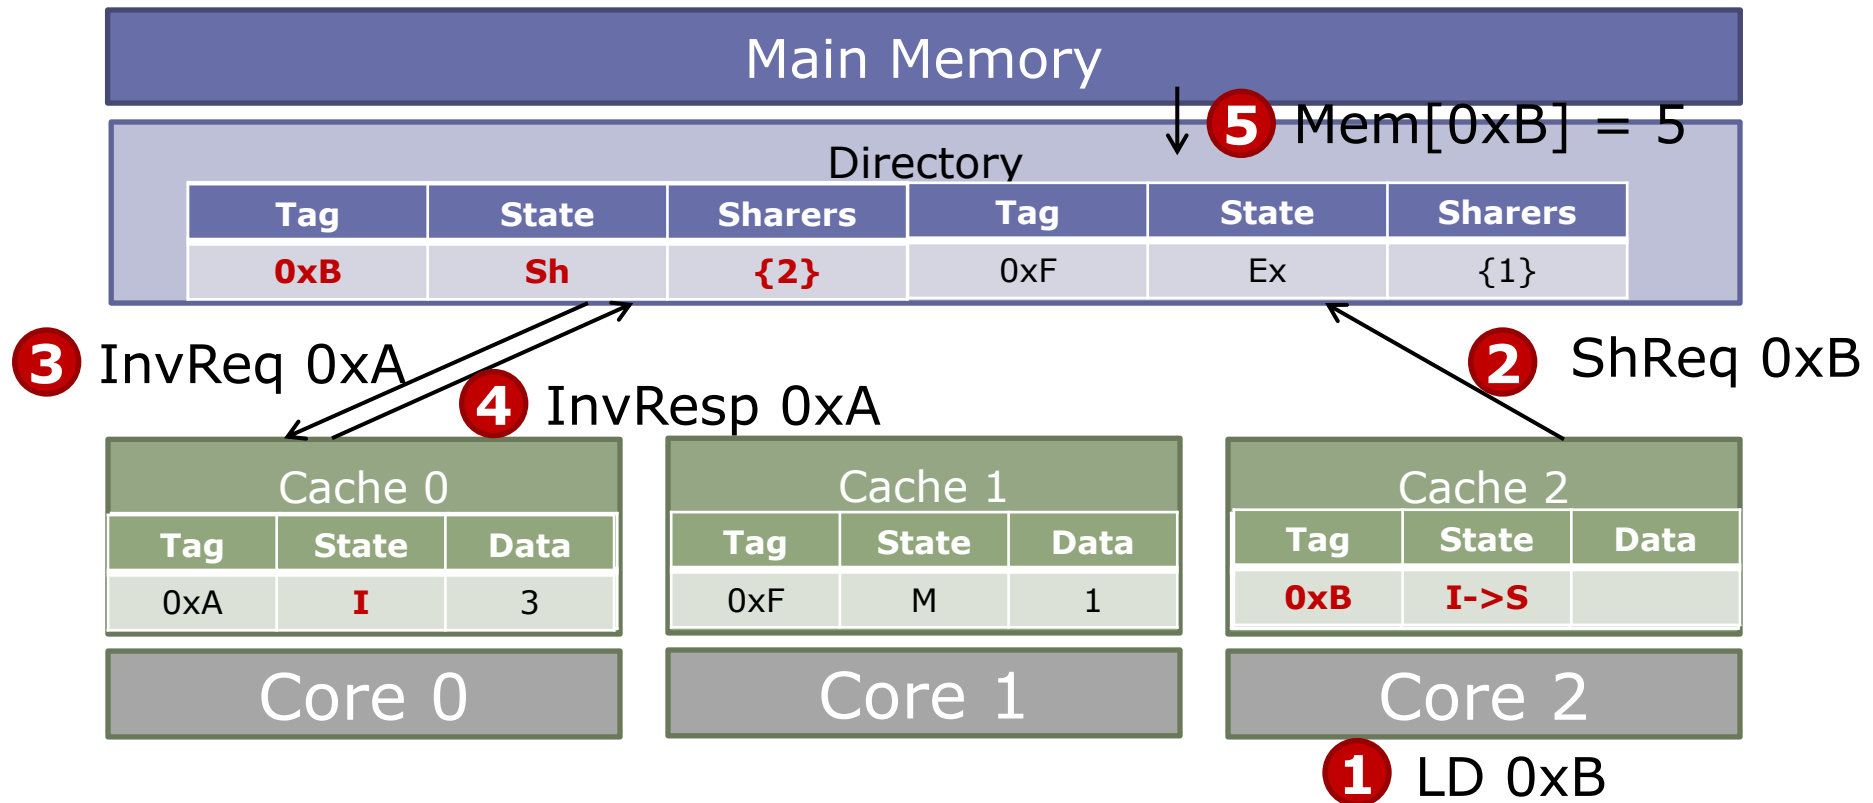 Main Memory
5 Mem[0xB] = 5
Directory
Tag State Sharers Tag State Sharers
0xB Sh {2} 0xF Ex {1}
3 InvReq 0xA
2 ShReq 0xB
4 InvResp 0xA
Cache 0 Cache 1 Cache 2
Tag State Data Tag State Data Tag State Data
0xA I 3 0xF M 1 0xB I->S
Core 0 Core 1 Core 2
1 LD 0xB